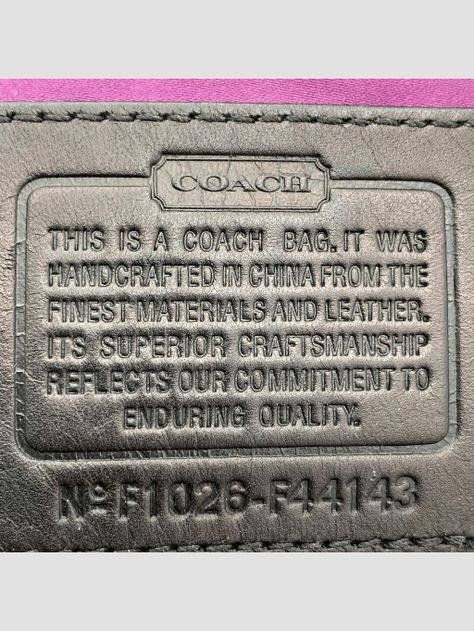 COACH
THIS IS A COACH BAG. IT WAS
HANDCRAFTED IN CHINA FROM THE
FINEST MATERIALS AND LEATHER.
ITS SUPERIOR CRAFTSMANSHIP
REFLECTS OUR COMMITMENT TO
ENDURING QUALITY.
Nº F1026-F44143